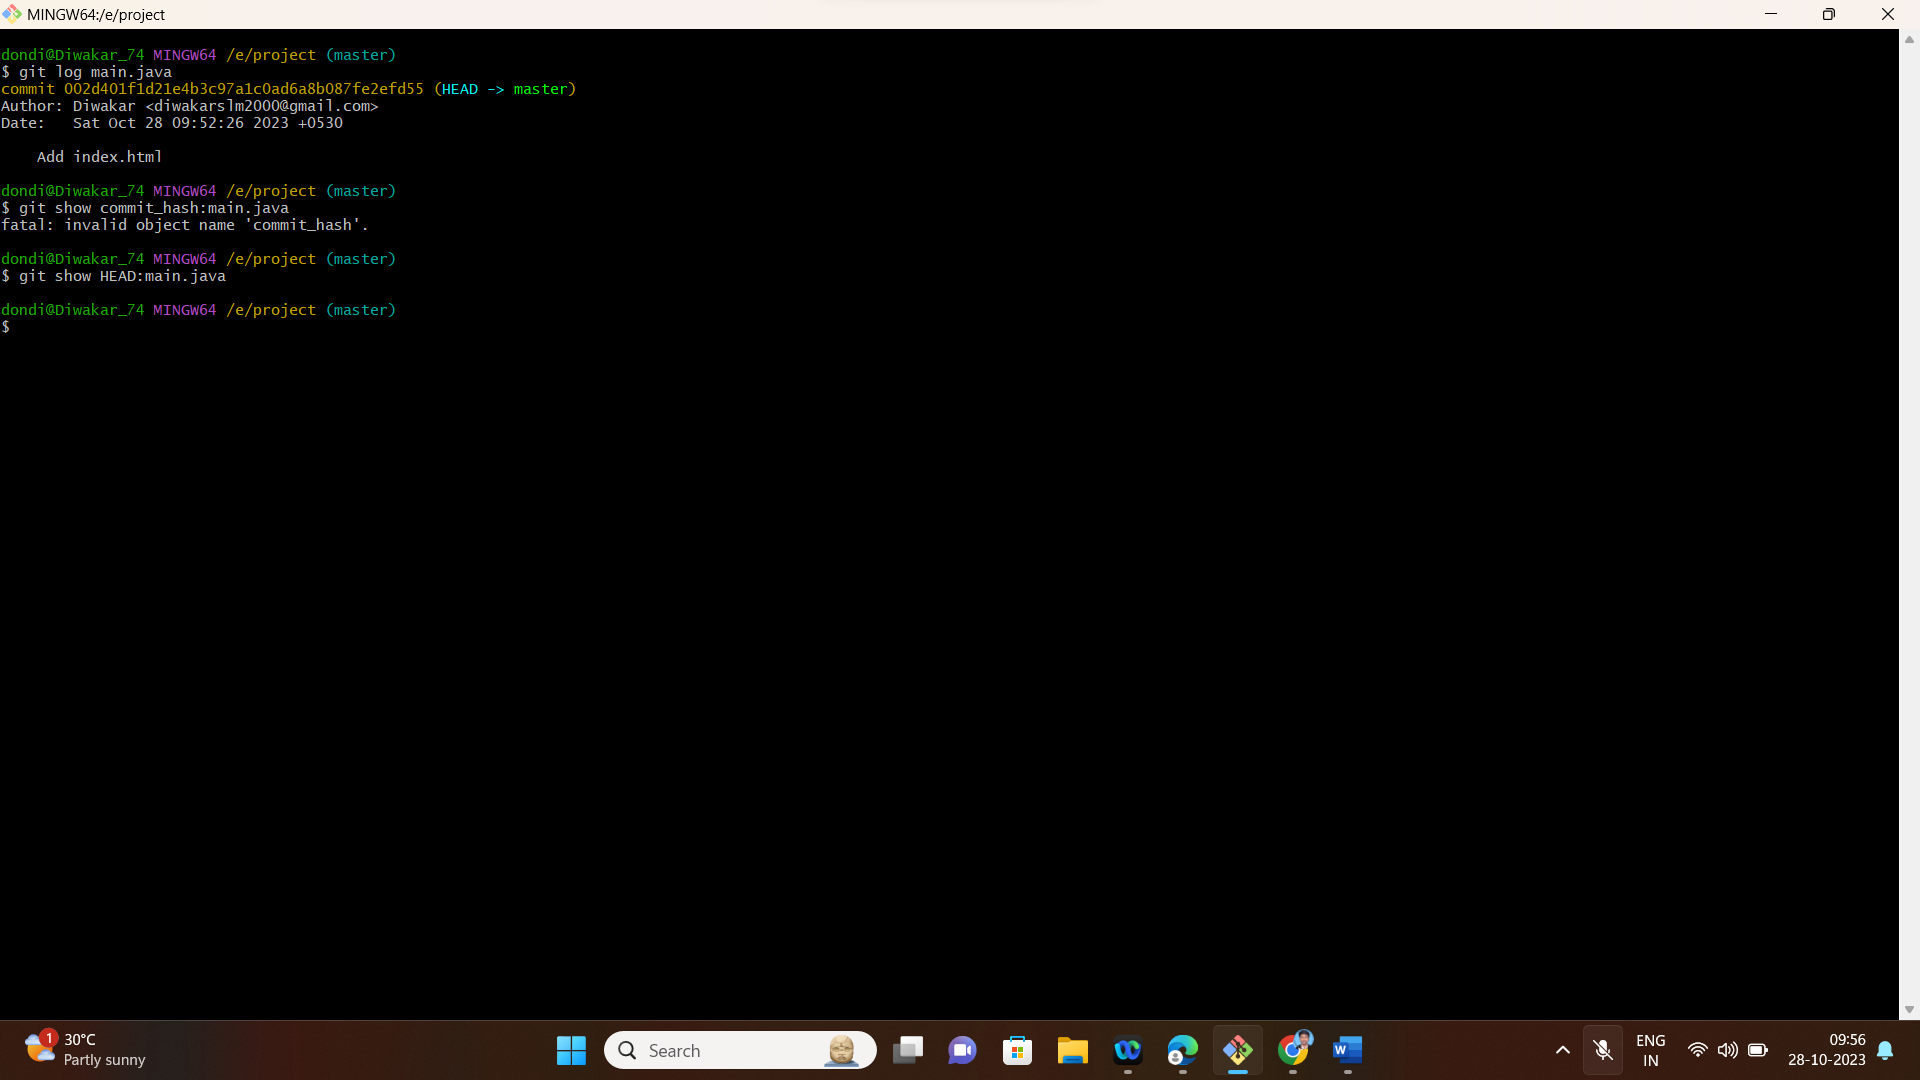 MINGW64:/e/project
dondi@Diwakar_74 MINGW64 /e/project (master)
$ git log main.java
commit 002d401f1d21e4b3c97a1c0ad6a8b087fe2efd55 (HEAD -> master)
Author: Diwakar <diwakarslm2000@gmail.com>
Date:   Sat Oct 28 09:52:26 2023 +0530
    Add index.html
dondi@Diwakar_74 MINGW64 /e/project (master)
$ git show commit_hash:main.java
fatal: invalid object name 'commit_hash'.
dondi@Diwakar_74 MINGW64 /e/project (master)
$ git show HEAD:main.java
dondi@Diwakar_74 MINGW64 /e/project (master)
$
1
30°C
Partly sunny
Search
W
ENG
IN
09:56
28-10-2023